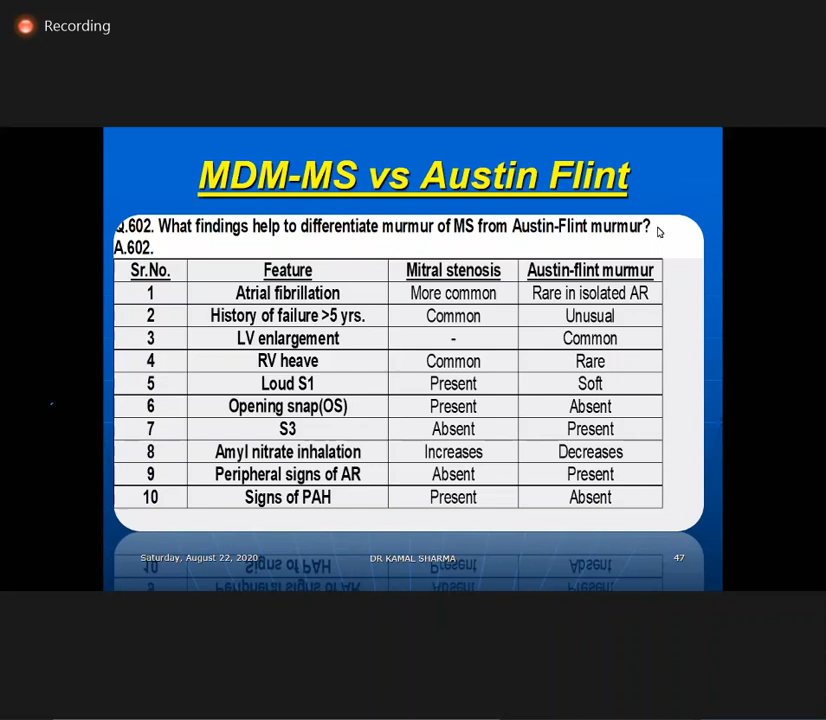 Recording
MDM-MS vs Austin Flint
Q.602. What findings help to differentiate murmur of MS from Austin-Flint murmur?
A.602.
Sr.No. Feature Mitral stenosis Austin-flint murmur
1 Atrial fibrillation More common Rare in isolated AR
2 History of failure >5 yrs. Common Unusual
3 LV enlargement - Common
4 RV heave Common Rare
5 Loud S1 Present Soft
6 Opening snap(OS) Present Absent
7 S3 Absent Present
8 Amyl nitrate inhalation Increases Decreases
9 Peripheral signs of AR Absent Present
10 Signs of PAH Present Absent
Saturday, August 22, 2020 DR KAMAL SHARMA 47